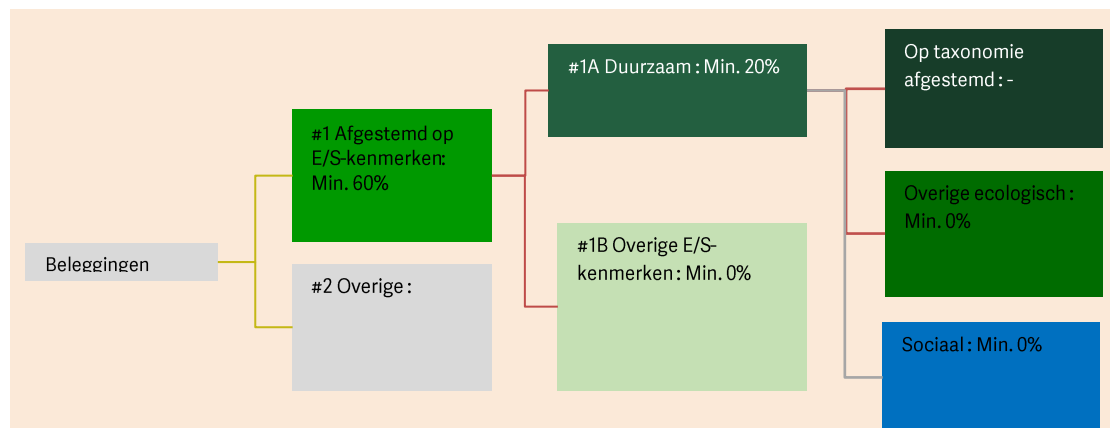 Beleggingen
#1 Afgestemd op
E/S-kenmerken:
Min. 60%
#2 Overige :
#1A Duurzaam : Min. 20%
#1B Overige E/S-
kenmerken : Min. 0%
Op taxonomie
afgestemd : -
Overige ecologisch :
Min. 0%
Sociaal : Min. 0%